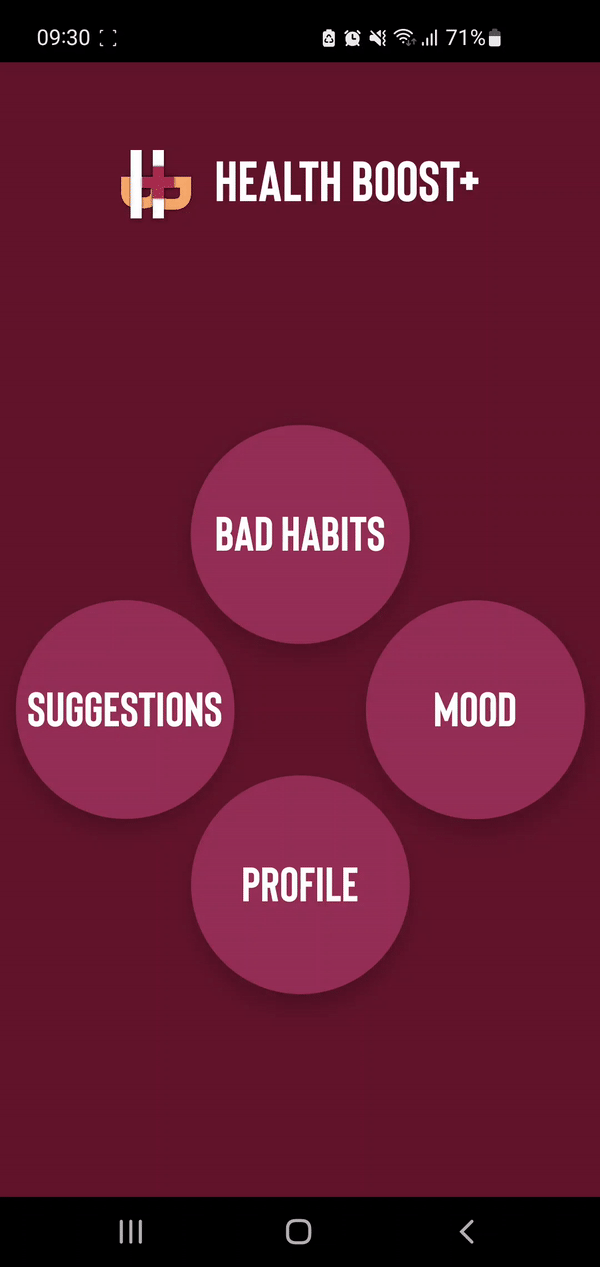 09:30 71%
HEALTH BOOST+
BAD HABITS
SUGGESTIONS
MOOD
PROFILE